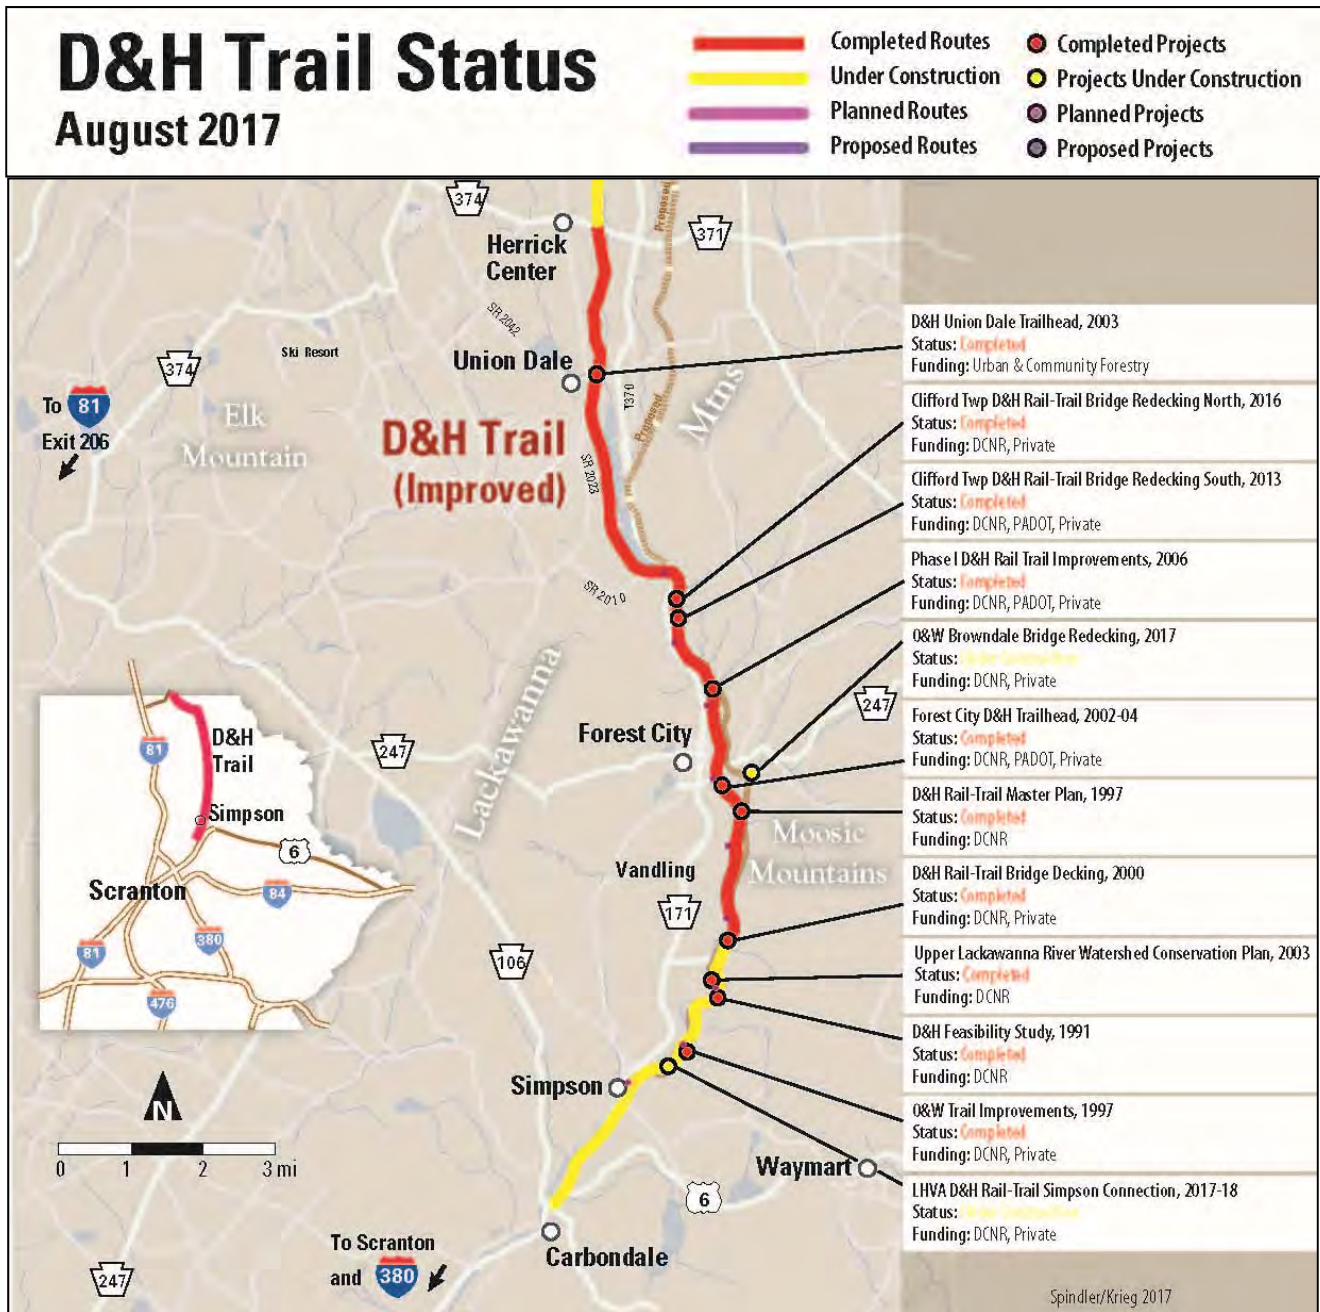 D&H Trail Status
August 2017
Completed Routes
Under Construction
Planned Routes
Proposed Routes
Completed Projects
Projects Under Construction
Planned Projects
Proposed Projects
374
371
Proposed
Herrick
Center
SR 2042
Ski Resort
Union Dale
374
To 81
Exit 206
Elk
Mountain
T370
Mtns
Proposed
D&H Trail
(Improved)
SR 2023
SR 2010
Lackawanna
Forest City
247
247
Moosic
Mountains
Vandling
171
106
Simpson
Waymart
6
Carbondale
To Scranton
and 380
247
N
0 1 2 3 mi
81
D&H
Trail
Simpson
6
Scranton
84
81
380
476
D&H Union Dale Trailhead, 2003
Status: Completed
Funding: Urban & Community Forestry
Clifford Twp D&H Rail-Trail Bridge Redecking North, 2016
Status: Completed
Funding: DCNR, Private
Clifford Twp D&H Rail-Trail Bridge Redecking South, 2013
Status: Completed
Funding: DCNR, PADOT, Private
Phase I D&H Rail Trail Improvements, 2006
Status: Completed
Funding: DCNR, PADOT, Private
O&W Browndale Bridge Redecking, 2017
Status: Under Construction
Funding: DCNR, Private
Forest City D&H Trailhead, 2002-04
Status: Completed
Funding: DCNR, PADOT, Private
D&H Rail-Trail Master Plan, 1997
Status: Completed
Funding: DCNR
D&H Rail-Trail Bridge Decking, 2000
Status: Completed
Funding: DCNR, Private
Upper Lackawanna River Watershed Conservation Plan, 2003
Status: Completed
Funding: DCNR
D&H Feasibility Study, 1991
Status: Completed
Funding: DCNR
O&W Trail Improvements, 1997
Status: Completed
Funding: DCNR, Private
LHVA D&H Rail-Trail Simpson Connection, 2017-18
Status: Under Construction
Funding: DCNR, Private
Spindler/Krieg 2017